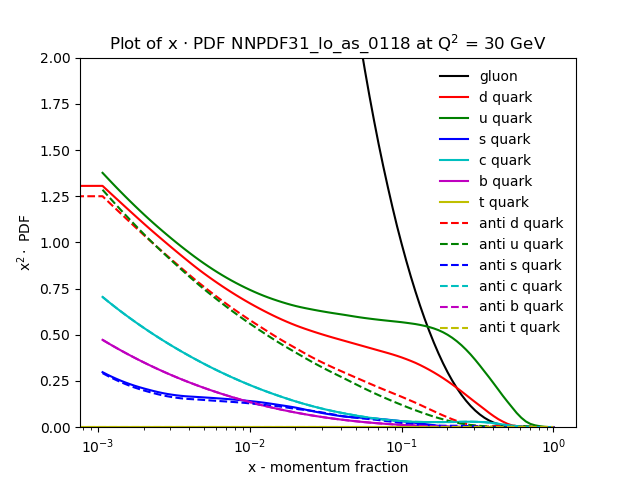 Plot of x · PDF NNPDF31_lo_as_0118 at Q² = 30 GeV
x² · PDF
2.00
1.75
1.50
1.25
1.00
0.75
0.50
0.25
0.00
gluon
d quark
u quark
s quark
c quark
b quark
t quark
anti d quark
anti u quark
anti s quark
anti c quark
anti b quark
anti t quark
10⁻³ 10⁻² 10⁻¹ 10⁰
x - momentum fraction